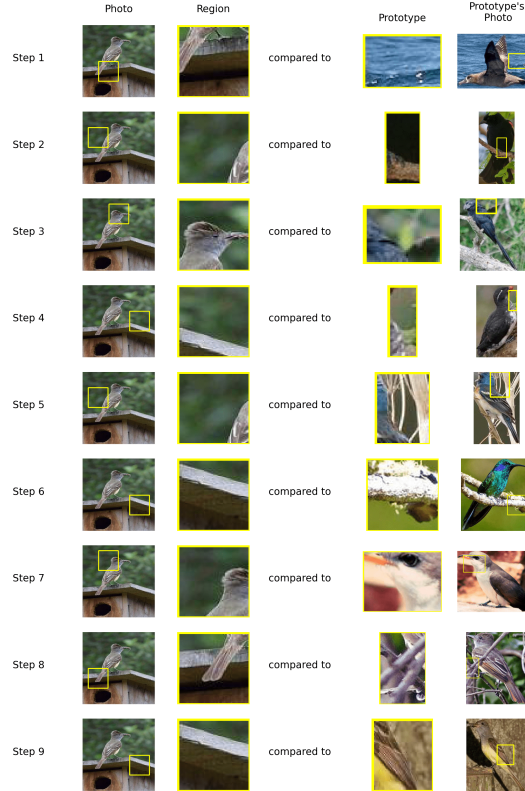 Photo
Region
Prototype
Prototype's
Photo
Step 1
compared to
Step 2
compared to
Step 3
compared to
Step 4
compared to
Step 5
compared to
Step 6
compared to
Step 7
compared to
Step 8
compared to
Step 9
compared to